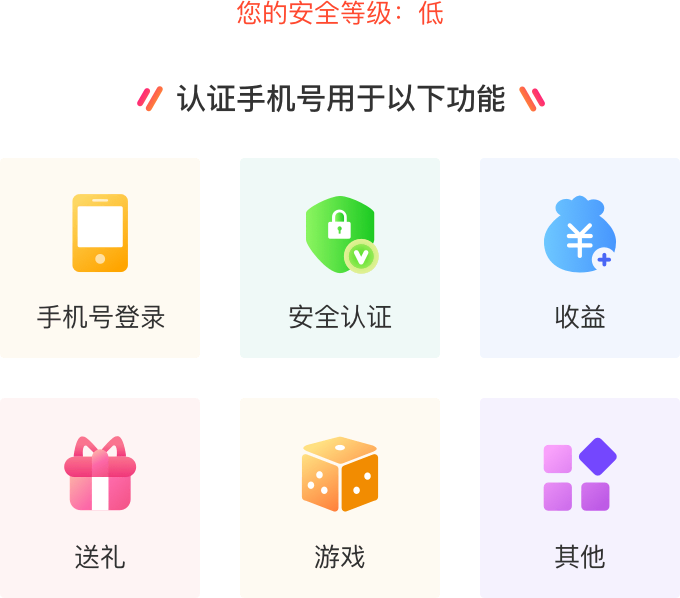 您的安全等级：低
认证手机号用于以下功能
手机号登录
安全认证
收益
送礼
游戏
其他